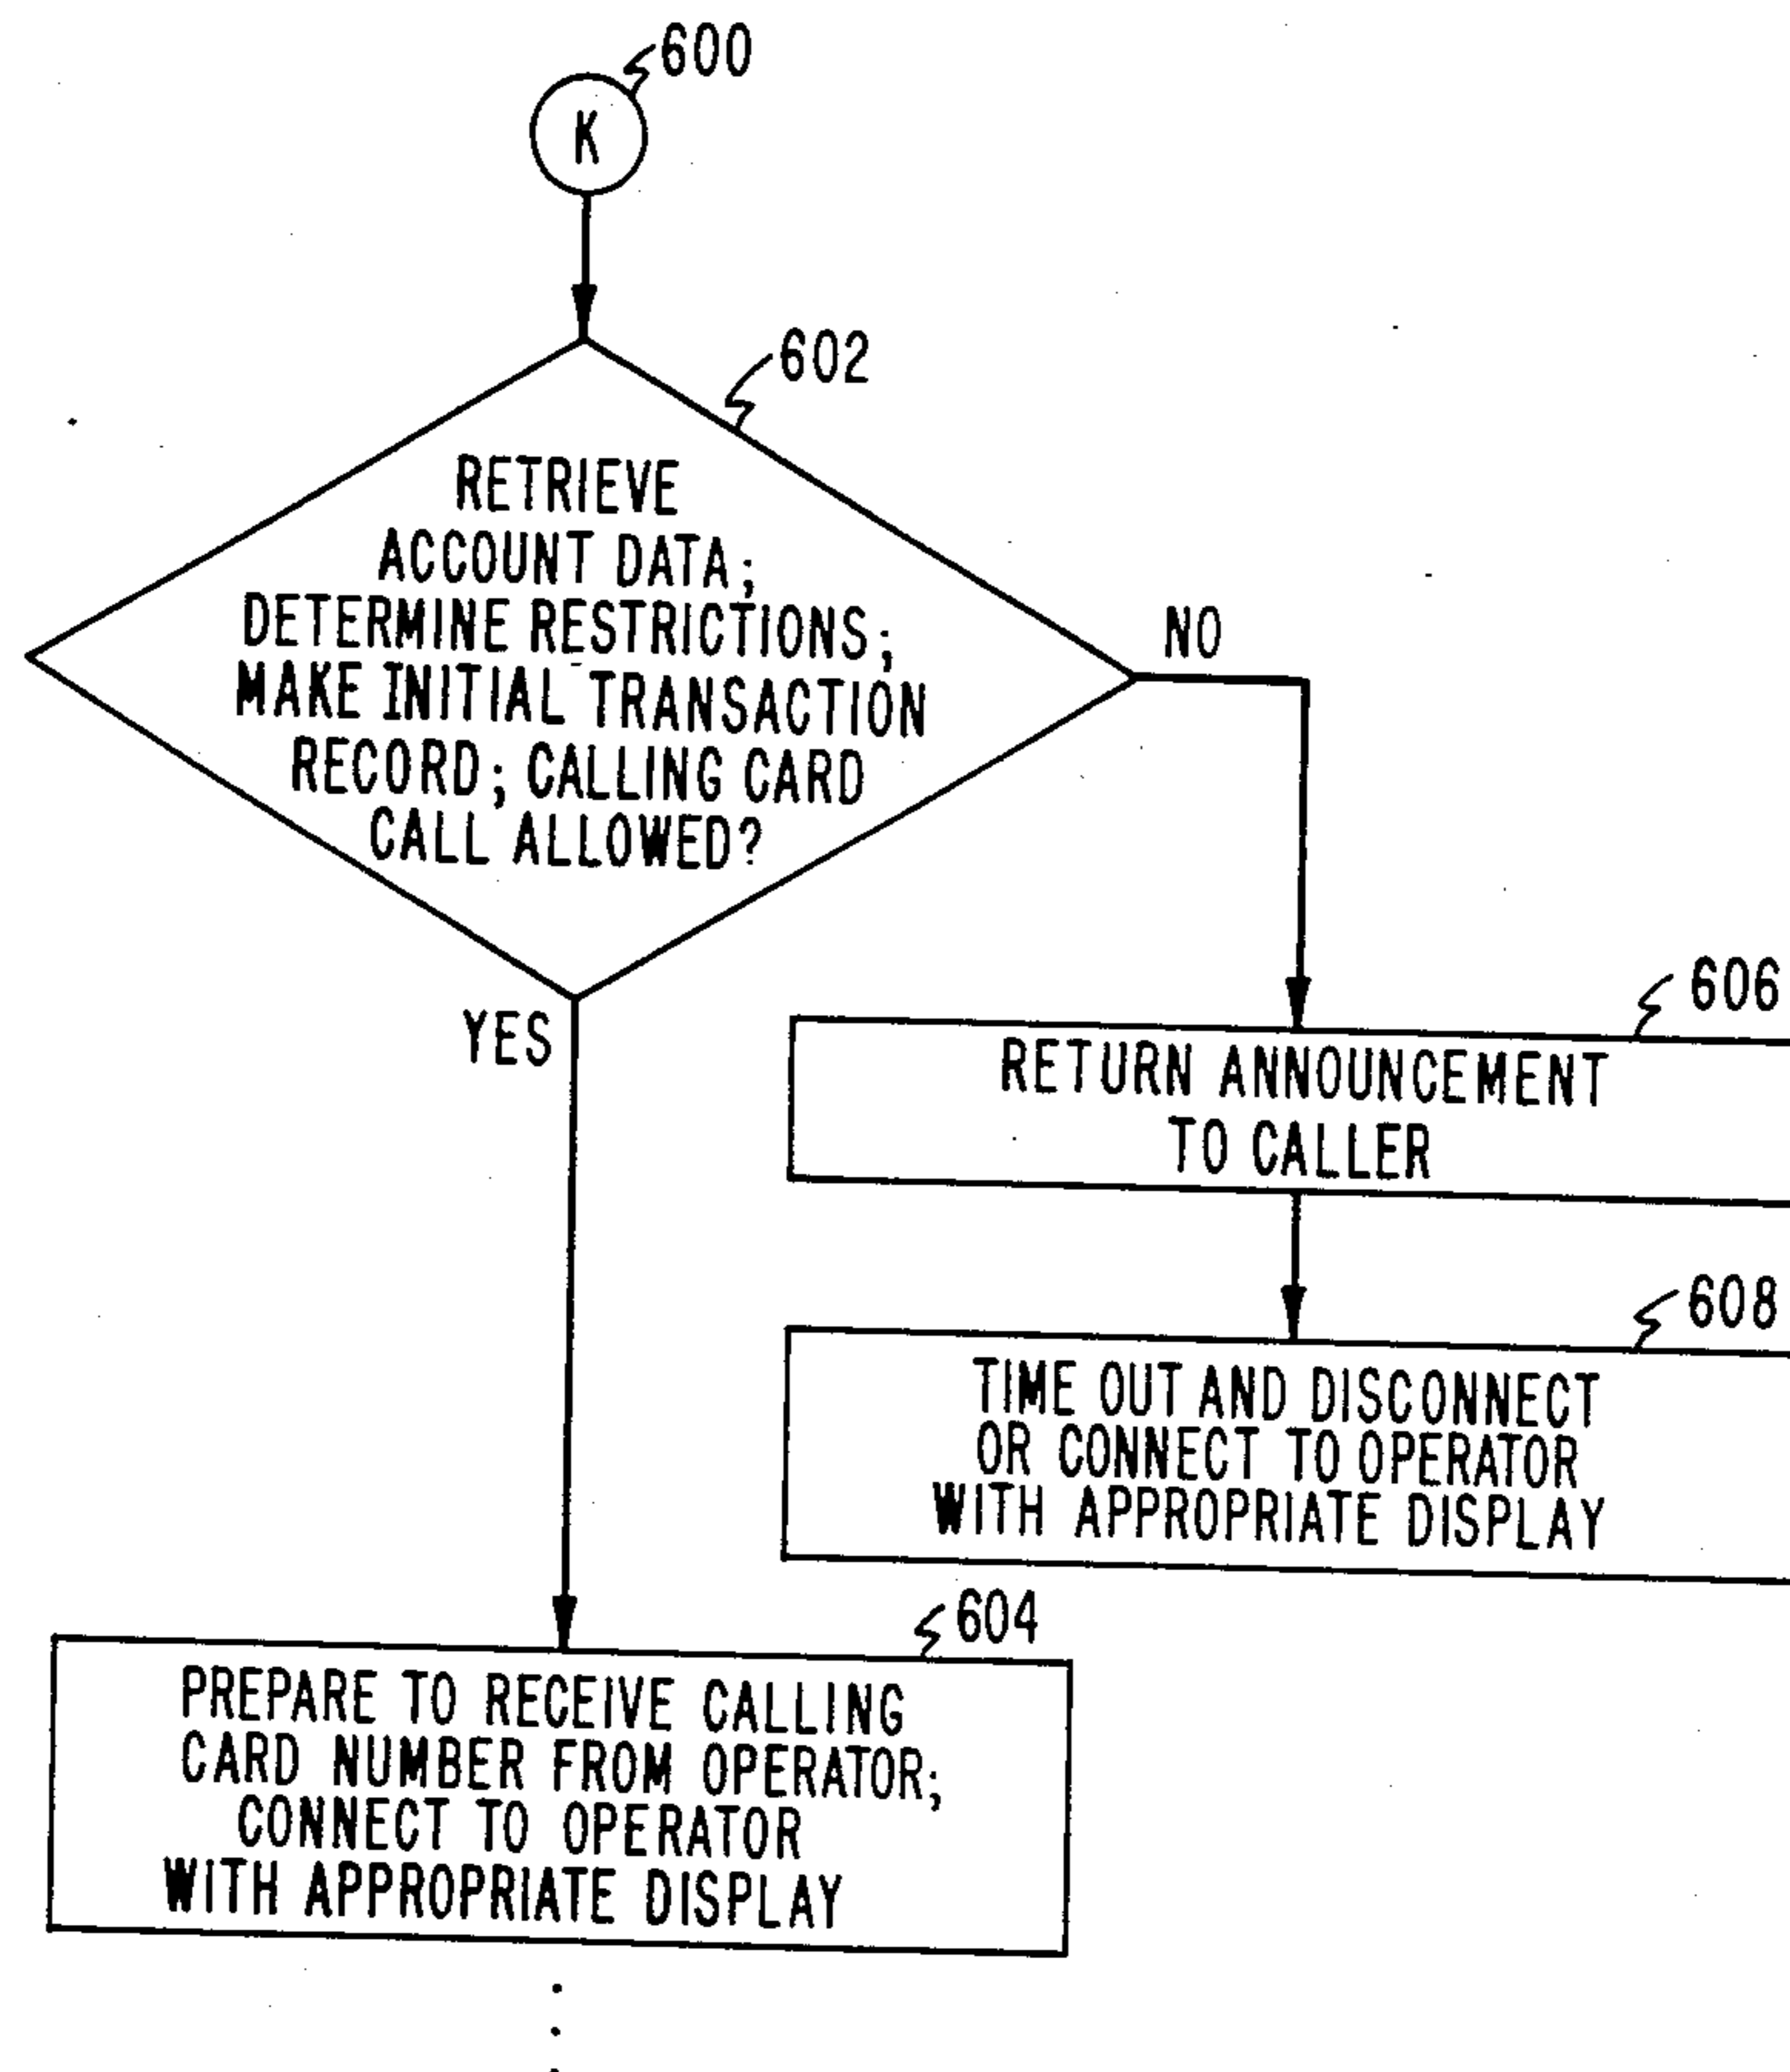 600
K
602
RETRIEVE
ACCOUNT DATA;
DETERMINE RESTRICTIONS;
MAKE INITIAL TRANSACTION
RECORD; CALLING CARD
CALL ALLOWED?
NO
YES
606
RETURN ANNOUNCEMENT
TO CALLER
608
TIME OUT AND DISCONNECT
OR CONNECT TO OPERATOR
WITH APPROPRIATE DISPLAY
604
PREPARE TO RECEIVE CALLING
CARD NUMBER FROM OPERATOR;
CONNECT TO OPERATOR
WITH APPROPRIATE DISPLAY